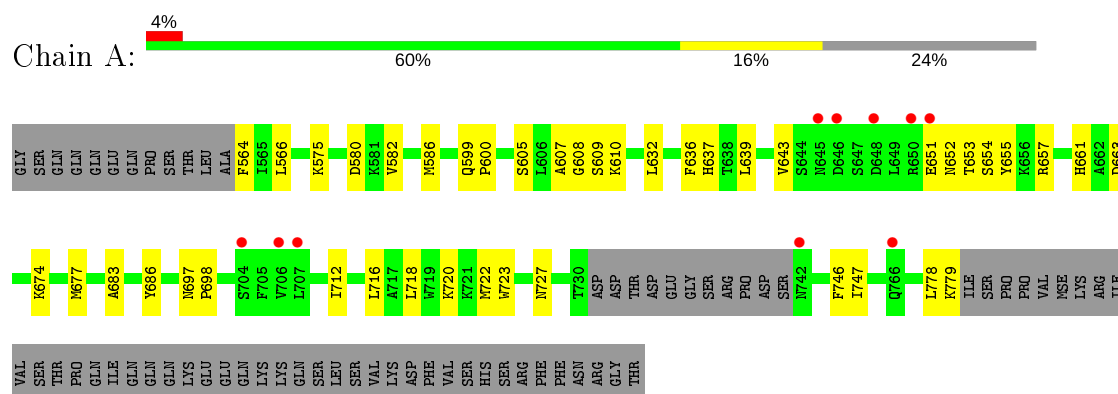 4%
Chain A:
60% 16% 24%
GLY SER GLN GLN GLN GLU GLN PRO SER THR LEU ALA F564 I565 L566 K575 D580 K581 V582 M586 Q599 P600 S605 L606 A607 G608 S609 K610 L632 F636 H637 T638 L639 V643 S644 N645 D646 S647 D648 L649 R650 E651 N652 T653 S654 Y655 K656 R657 H661 A662 D663
K674 M677 A683 Y686 N697 P698 S704 F705 V706 L707 I712 L716 A717 L718 W719 K720 K721 M722 W723 N727 T730 ASP ASP THR ASP GLU GLY SER ARG PRO ASP SER N742 F746 I747 Q766 L778 K779 ILE SER PRO PRO VAL MSE LYS ARG ILE
VAL SER THR PRO GLN ILE GLN GLN GLN LYS GLU GLU GLN LYS LYS GLN SER LEU SER VAL LYS ASP PHE VAL SER HIS SER ARG PHE PHE ASN ARG GLY THR